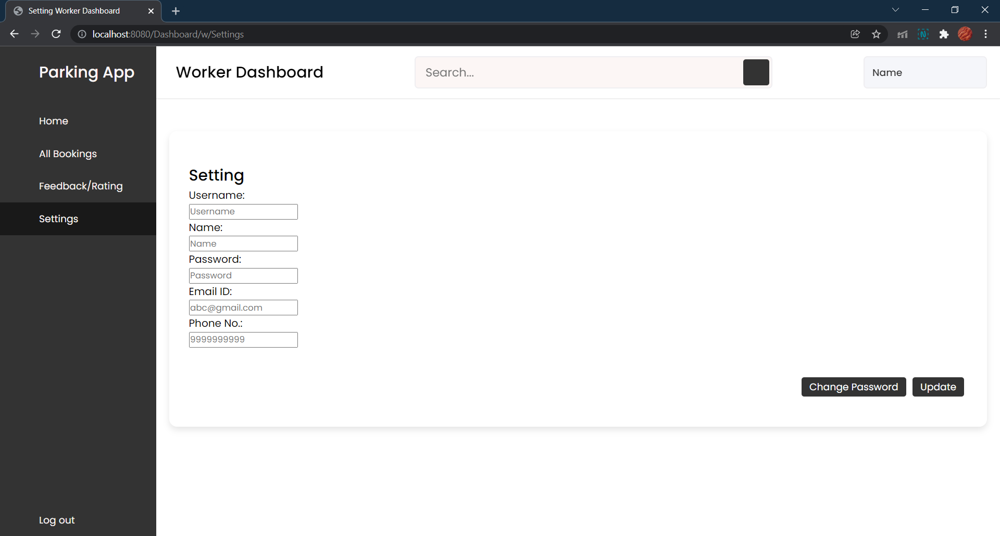 Setting Worker Dashboard
localhost:8080/Dashboard/w/Settings
Parking App
Home
All Bookings
Feedback/Rating
Settings
Log out
Worker Dashboard
Search...
Name
Setting
Username:
Username
Name:
Name
Password:
Password
Email ID:
abc@gmail.com
Phone No.:
9999999999
Change Password
Update